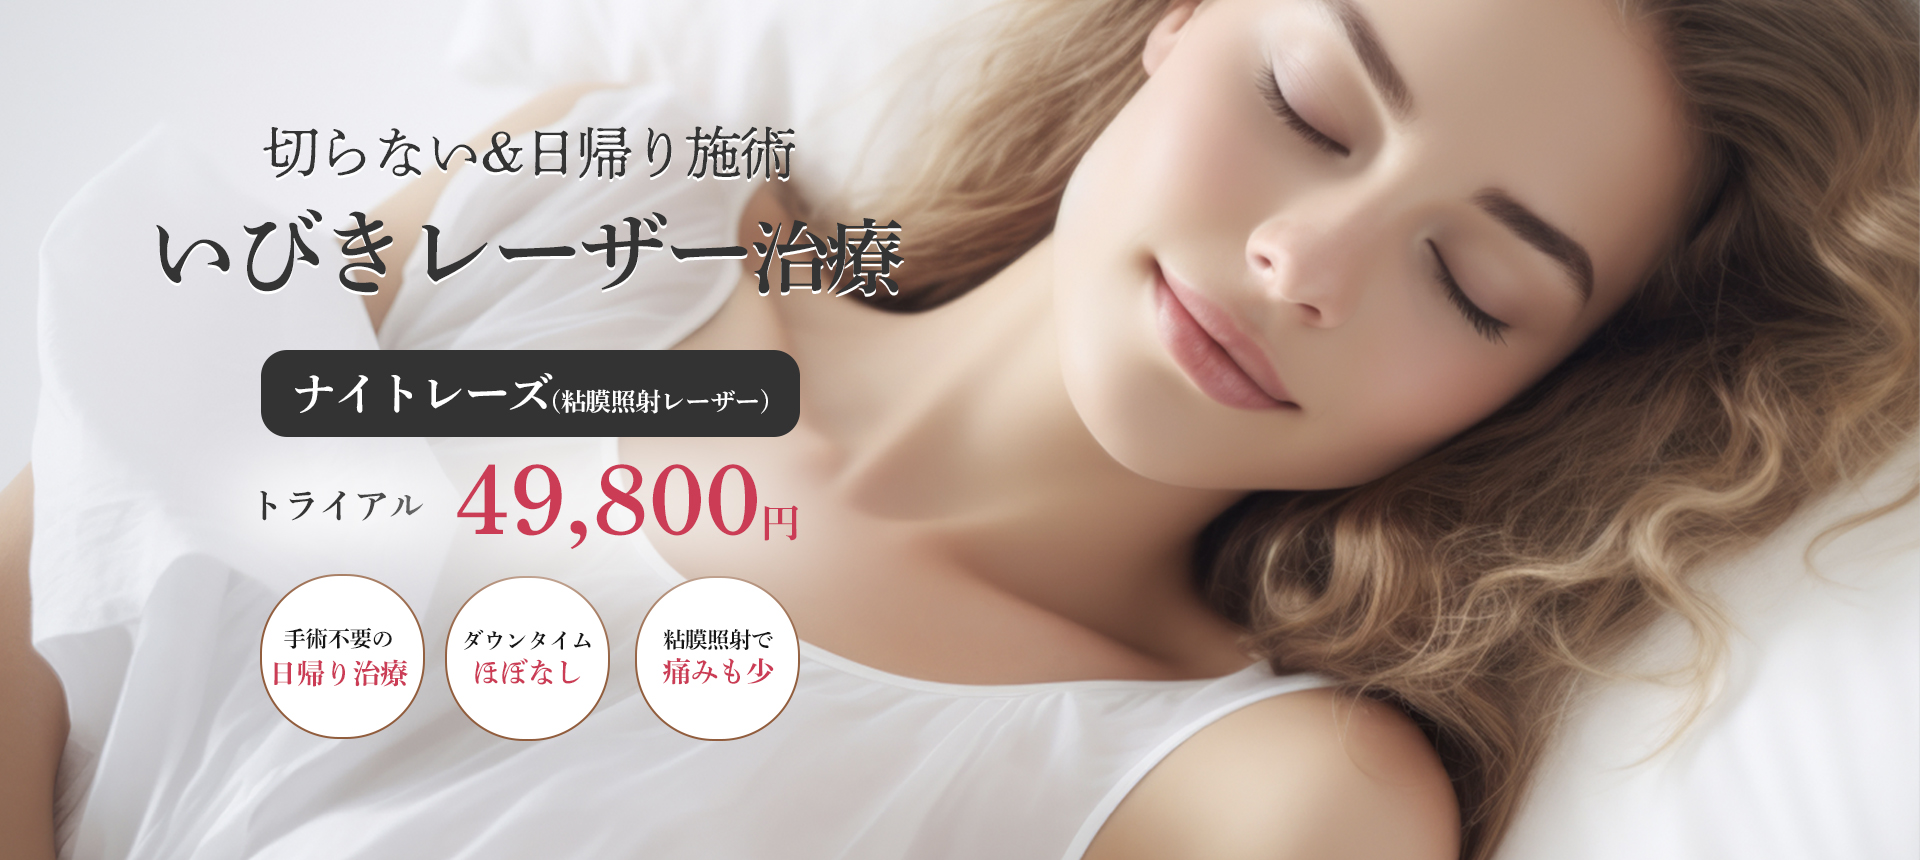 切らない&日帰り施術
いびきレーザー治療
ナイトレーズ(粘膜照射レーザー)
トライアル 49,800円
手術不要の
日帰り治療
ダウンタイム
ほぼなし
粘膜照射で
痛みも少